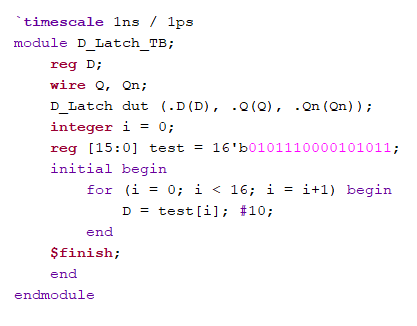 `timescale 1ns / 1ps
module D_Latch_TB;
reg D;
wire Q, Qn;
D_Latch dut (.D(D), .Q(Q), .Qn(Qn));
integer i = 0;
reg [15:0] test = 16'b0101110000101011;
initial begin
for (i = 0; i < 16; i = i+1) begin
D = test[i]; #10;
end
$finish;
end
endmodule